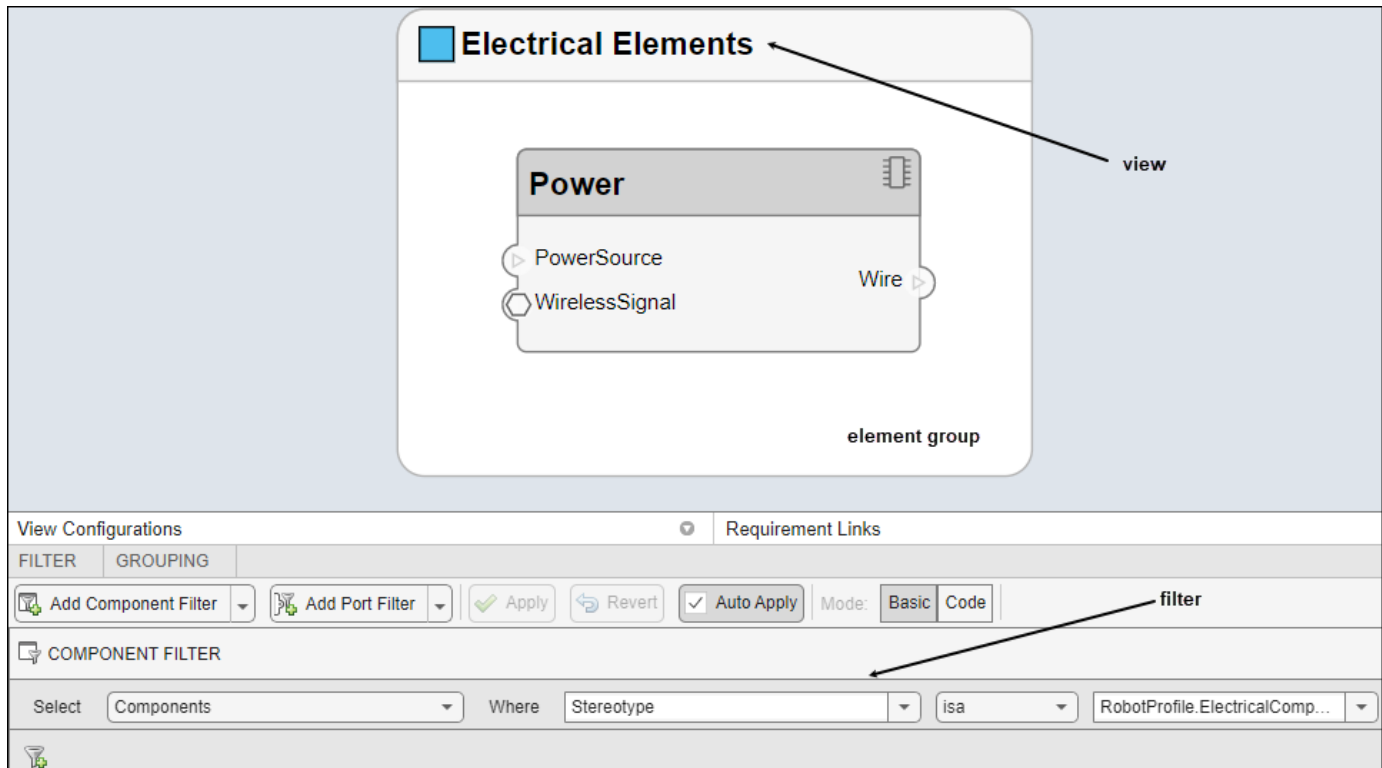 Electrical Elements
view
Power
PowerSource
Wire
WirelessSignal
element group
View Configurations
Requirement Links
FILTER GROUPING
Add Component Filter Add Port Filter Apply Revert Auto Apply Mode: Basic Code
filter
COMPONENT FILTER
Select Components Where Stereotype isa RobotProfile.ElectricalComp...